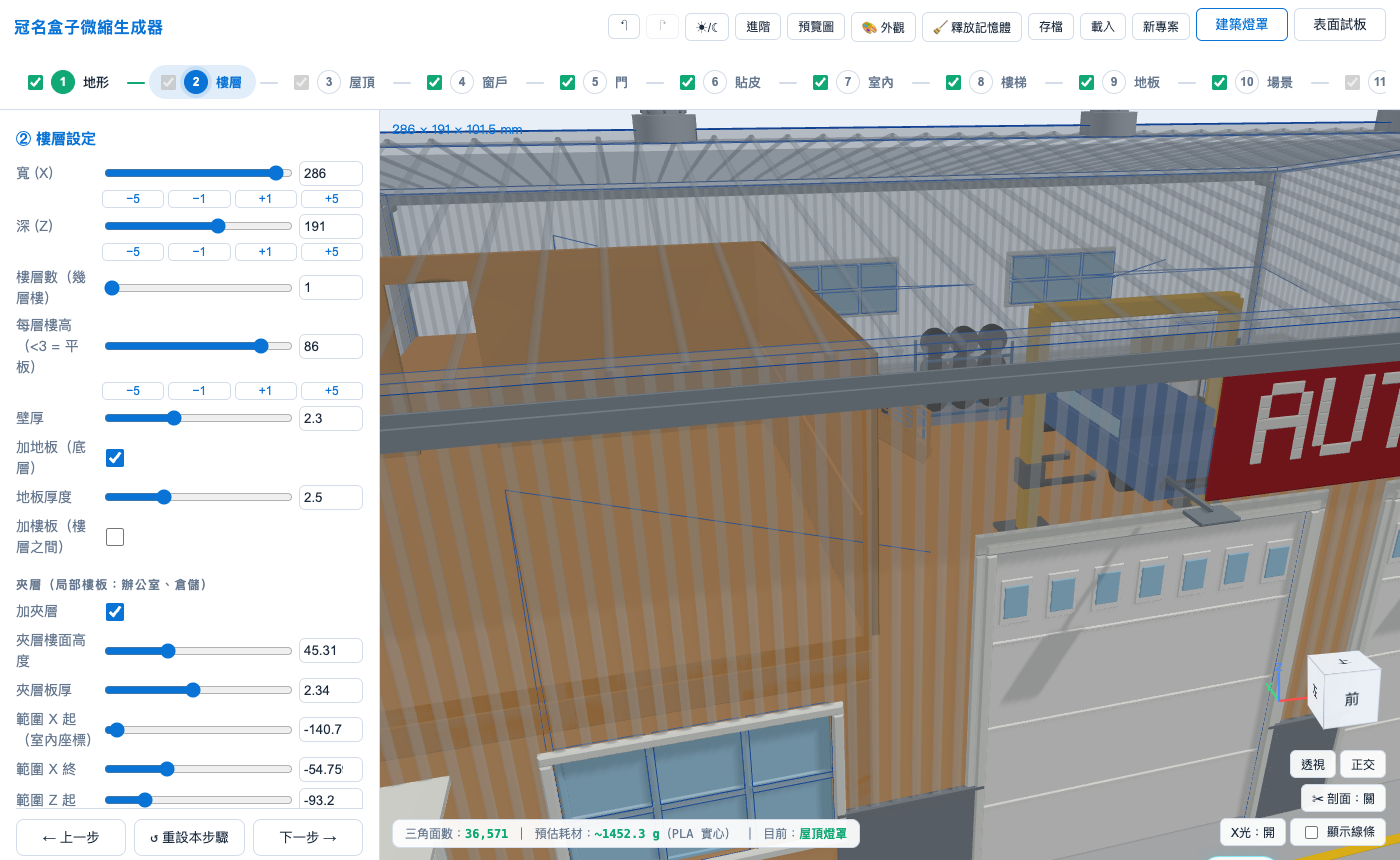 冠名盒子微縮生成器
☀/☾
進階
預覽圖
🎨 外觀
🧹 釋放記憶體
存檔
載入
新專案
建築燈罩
表面試板
1 地形
2 樓層
3 屋頂
4 窗戶
5 門
6 貼皮
7 室內
8 樓梯
9 地板
10 場景
11
② 樓層設定
286 × 191 × 101.5 mm
寬 (X)
286
−5 −1 +1 +5
深 (Z)
191
−5 −1 +1 +5
樓層數（幾
層樓）
1
每層樓高
（<3 = 平
板）
86
−5 −1 +1 +5
壁厚
2.3
加地板（底
層）
地板厚度
2.5
加樓板（樓
層之間）
夾層（局部樓板：辦公室、倉儲）
加夾層
夾層樓面高
度
45.31
夾層板厚
2.34
範圍 X 起
（室內座標）
-140.7
範圍 X 終
-54.75
範圍 Z 起
-93.2
← 上一步
↺ 重設本步驟
下一步 →
AUT
前
透視
正交
✂ 剖面：關
X光：開
顯示線條
三角面數：36,571 | 預估耗材：~1452.3 g (PLA 實心) | 目前：屋頂燈罩